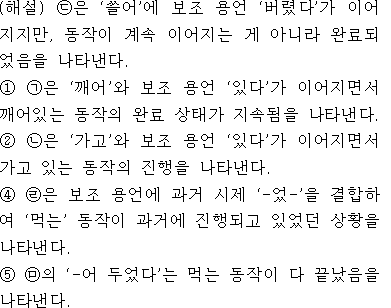 (해설) ㉢은 '쓸어'에 보조 용언 '버렸다'가 이어
지지만, 동작이 계속 이어지는 게 아니라 완료되
었음을 나타낸다.
① ㉠은 '깨어'와 보조 용언 '있다'가 이어지면서
깨어있는 동작의 완료 상태가 지속됨을 나타낸다.
② ㉡은 '가고'와 보조 용언 '있다'가 이어지면서
가고 있는 동작의 진행을 나타낸다.
④ ㉣은 보조 용언에 과거 시제 '-었-'을 결합하
여 '먹는' 동작이 과거에 진행되고 있었던 상황을
나타낸다.
⑤ ㉤의 '-어 두었다'는 먹는 동작이 다 끝났음을
나타낸다.